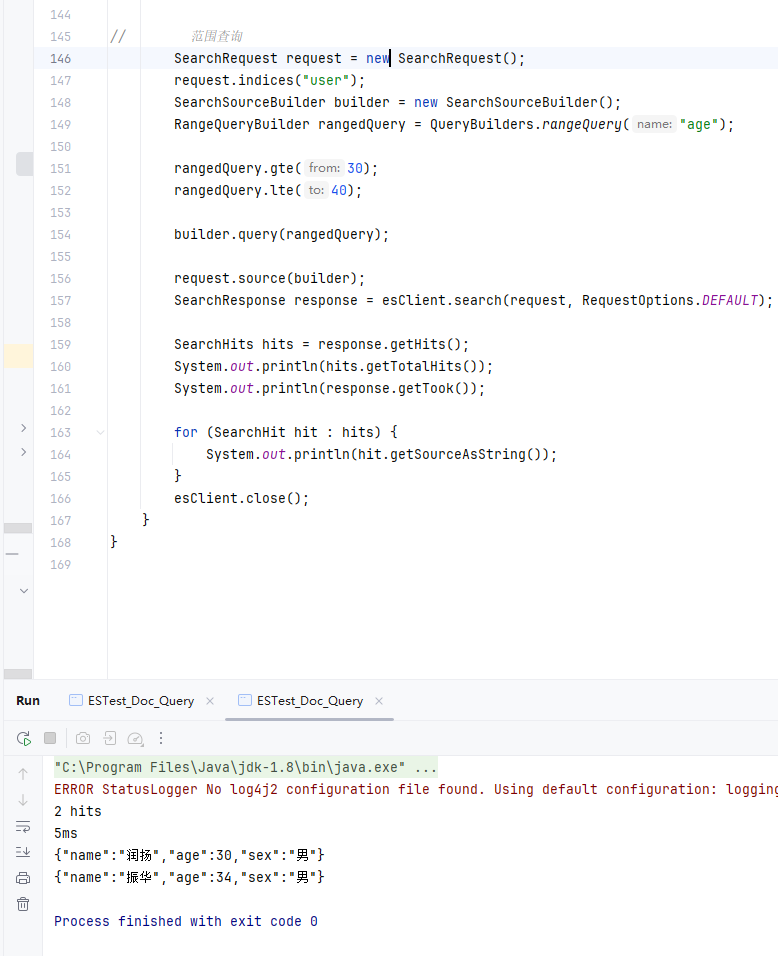 144
145 // 范围查询
146 SearchRequest request = new SearchRequest();
147 request.indices("user");
148 SearchSourceBuilder builder = new SearchSourceBuilder();
149 RangeQueryBuilder rangedQuery = QueryBuilders.rangeQuery( name: "age");
150
151 rangedQuery.gte( from: 30);
152 rangedQuery.lte( to: 40);
153
154 builder.query(rangedQuery);
155
156 request.source(builder);
157 SearchResponse response = esClient.search(request, RequestOptions.DEFAULT);
158
159 SearchHits hits = response.getHits();
160 System.out.println(hits.getTotalHits());
161 System.out.println(response.getTook());
162
163 for (SearchHit hit : hits) {
164 System.out.println(hit.getSourceAsString());
165 }
166 esClient.close();
167 }
168 }
169
Run ESTest_Doc_Query × ESTest_Doc_Query ×
"C:\Program Files\Java\jdk-1.8\bin\java.exe" ...
ERROR StatusLogger No log4j2 configuration file found. Using default configuration: logging
2 hits
5ms
{"name":"润扬","age":30,"sex":"男"}
{"name":"振华","age":34,"sex":"男"}
Process finished with exit code 0